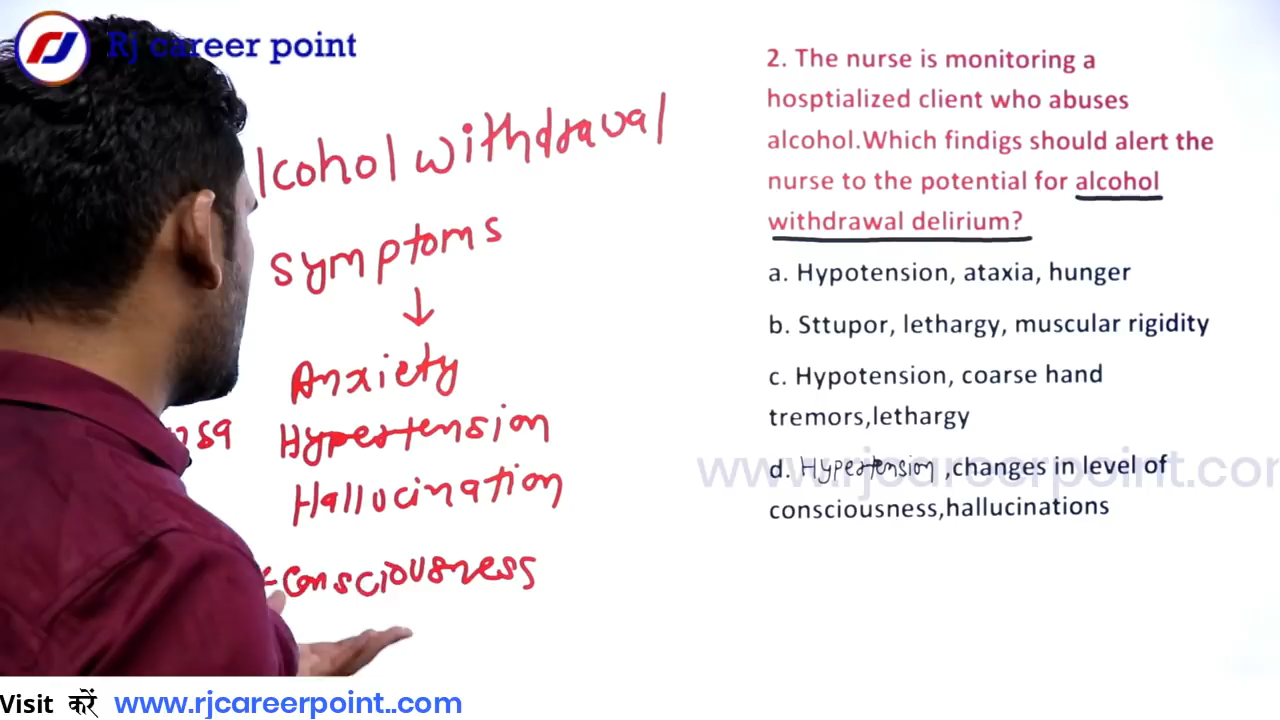 Rj career point
lcohol withdraval
Symptoms
Anxiety
Hypertension
Hallucination
consciousness
2. The nurse is monitoring a
hosptialized client who abuses
alcohol.Which findigs should alert the
nurse to the potential for alcohol
withdrawal delirium?
a. Hypotension, ataxia, hunger
b. Sttupor, lethargy, muscular rigidity
c. Hypotension, coarse hand
tremors,lethargy
d. Hypertension ,changes in level of
consciousness,hallucinations
www.rjcareerpoint.com
Visit करें www.rjcareerpoint..com